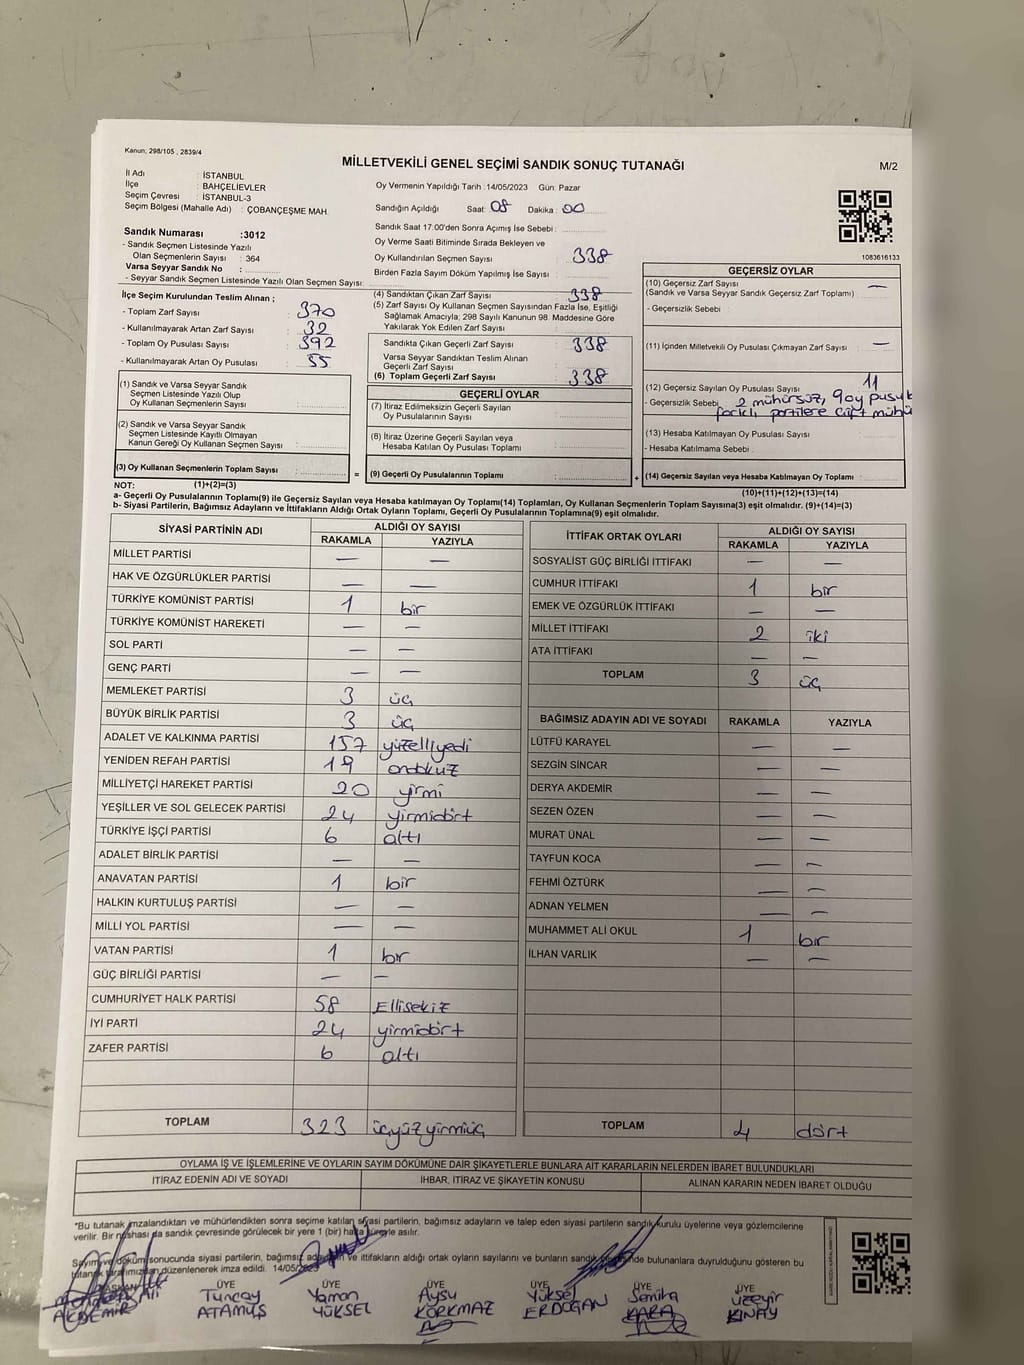 Kanun; 298/105 , 2839/4
MİLLETVEKİLİ GENEL SEÇİMİ SANDIK SONUÇ TUTANAĞI
M/2
İl Adı : İSTANBUL
İlçe : BAHÇELİEVLER
Seçim Çevresi : İSTANBUL-3
Seçim Bölgesi (Mahalle Adı) : ÇOBANÇEŞME MAH.
Oy Vermenin Yapıldığı Tarih : 14/05/2023 Gün: Pazar
Sandığın Açıldığı Saat: 08 Dakika: 00
Sandık Saat 17.00'den Sonra Açımış İse Sebebi :
Oy Verme Saati Bitiminde Sırada Bekleyen ve
Oy Kullandırılan Seçmen Sayısı : 338
Birden Fazla Sayım Döküm Yapılmış İse Sayısı :
1083616133
Sandık Numarası :3012
- Sandık Seçmen Listesinde Yazılı
Olan Seçmenlerin Sayısı : 364
Varsa Seyyar Sandık No :
- Seyyar Sandık Seçmen Listesinde Yazılı Olan Seçmen Sayısı:
İlçe Seçim Kurulundan Teslim Alınan ;
- Toplam Zarf Sayısı : 370
- Kullanılmayarak Artan Zarf Sayısı : 32
- Toplam Oy Pusulası Sayısı : 392
- Kullanılmayarak Artan Oy Pusulası : 55
(4) Sandıktan Çıkan Zarf Sayısı : 338
(5) Zarf Sayısı Oy Kullanan Seçmen Sayısından Fazla İse, Eşitliği
Sağlamak Amacıyla; 298 Sayılı Kanunun 98. Maddesine Göre
Yakılarak Yok Edilen Zarf Sayısı :
Sandıkta Çıkan Geçerli Zarf Sayısı : 338
Varsa Seyyar Sandıktan Teslim Alınan
Geçerli Zarf Sayısı :
(6) Toplam Geçerli Zarf Sayısı : 338
GEÇERSİZ OYLAR
(10) Geçersiz Zarf Sayısı —
(Sandık ve Varsa Seyyar Sandık Geçersiz Zarf Toplamı) :
- Geçersizlik Sebebi :
(11) İçinden Milletvekili Oy Pusulası Çıkmayan Zarf Sayısı : —
(12) Geçersiz Sayılan Oy Pusulası Sayısı : 11
- Geçersizlik Sebebi : 2 mühürsüz, 9 oy
farklı partilere çift
(13) Hesaba Katılmayan Oy Pusulası Sayısı :
- Hesaba Katılmama Sebebi :
(14) Geçersiz Sayılan veya Hesaba Katılmayan Oy Toplamı :
(10)+(11)+(12)+(13)=(14)
(1) Sandık ve Varsa Seyyar Sandık
Seçmen Listesinde Yazılı Olup
Oy Kullanan Seçmenlerin Sayısı :
(2) Sandık ve Varsa Seyyar Sandık
Seçmen Listesinde Kayıtlı Olmayan
Kanun Gereği Oy Kullanan Seçmen Sayısı :
(3) Oy Kullanan Seçmenlerin Toplam Sayısı :
=
GEÇERLİ OYLAR
(7) İtiraz Edilmeksizin Geçerli Sayılan
Oy Pusulalarının Sayısı :
(8) İtiraz Üzerine Geçerli Sayılan veya
Hesaba Katılan Oy Pusulası Toplamı :
(9) Geçerli Oy Pusulalarının Toplamı :
+
NOT: (1)+(2)=(3)
a- Geçerli Oy Pusulalarının Toplamı(9) ile Geçersiz Sayılan veya Hesaba katılmayan Oy Toplamı(14) Toplamları, Oy Kullanan Seçmenlerin Toplam Sayısına(3) eşit olmalıdır. (9)+(14)=(3)
b- Siyasi Partilerin, Bağımsız Adayların ve İttifakların Aldığı Ortak Oyların Toplamı, Geçerli Oy Pusulalarının Toplamına(9) eşit olmalıdır.
SİYASİ PARTİNİN ADI ALDIĞI OY SAYISI
RAKAMLA YAZIYLA
MİLLET PARTİSİ — —
HAK VE ÖZGÜRLÜKLER PARTİSİ — —
TÜRKİYE KOMÜNİST PARTİSİ 1 bir
TÜRKİYE KOMÜNİST HAREKETİ — —
SOL PARTİ — —
GENÇ PARTİ — —
MEMLEKET PARTİSİ 3 üç
BÜYÜK BİRLİK PARTİSİ 3 üç
ADALET VE KALKINMA PARTİSİ 157 yüzelliyedi
YENİDEN REFAH PARTİSİ 19 ondokuz
MİLLİYETÇİ HAREKET PARTİSİ 20 yirmi
YEŞİLLER VE SOL GELECEK PARTİSİ 24 yirmidört
TÜRKİYE İŞÇİ PARTİSİ 6 altı
ADALET BİRLİK PARTİSİ — —
ANAVATAN PARTİSİ 1 bir
HALKIN KURTULUŞ PARTİSİ — —
MİLLİ YOL PARTİSİ — —
VATAN PARTİSİ 1 bir
GÜÇ BİRLİĞİ PARTİSİ — —
CUMHURİYET HALK PARTİSİ 58 Ellisekiz
İYİ PARTİ 24 yirmidört
ZAFER PARTİSİ 6 altı
TOPLAM 323 üçyüzyirmiüç
İTTİFAK ORTAK OYLARI ALDIĞI OY SAYISI
RAKAMLA YAZIYLA
SOSYALİST GÜÇ BİRLİĞİ İTTİFAKI — —
CUMHUR İTTİFAKI 1 bir
EMEK VE ÖZGÜRLÜK İTTİFAKI — —
MİLLET İTTİFAKI 2 iki
ATA İTTİFAKI — —
TOPLAM 3 üç
BAĞIMSIZ ADAYIN ADI VE SOYADI RAKAMLA YAZIYLA
LÜTFÜ KARAYEL — —
SEZGİN SİNCAR — —
DERYA AKDEMİR — —
SEZEN ÖZEN — —
MURAT ÜNAL — —
TAYFUN KOCA — —
FEHMİ ÖZTÜRK — —
ADNAN YELMEN — —
MUHAMMET ALİ OKUL 1 bir
İLHAN VARLIK — —
TOPLAM 4 dört
OYLAMA İŞ VE İŞLEMLERİNE VE OYLARIN SAYIM DÖKÜMÜNE DAİR ŞİKAYETLERLE BUNLARA AİT KARARLARIN NELERDEN İBARET BULUNDUKLARI
İTİRAZ EDENİN ADI VE SOYADI İHBAR, İTİRAZ VE ŞİKAYETİN KONUSU ALINAN KARARIN NEDEN İBARET OLDUĞU
*Bu tutanak imzalandıktan ve mühürlendikten sonra seçime katılan siyasi partilerin, bağımsız adayların ve talep eden siyasi partilerin sandık kurulu üyelerine veya gözlemcilerine
verilir. Bir nüshası da sandık çevresinde görülecek bir yere 1 (bir) hafta süreyle asılır.
Sayım ve döküm sonucunda siyasi partilerin, bağımsız adayların ve ittifakların aldığı ortak oyların sayılarını ve bunların sandık bulunanlara duyrulduğunu gösteren bu
tutanak tarafımızdan düzenlenerek imza edildi. 14/05/2023
BAŞKAN ÜYE ÜYE ÜYE ÜYE ÜYE ÜYE
Ali Tuncay Yaman Aysu Yüksel Semiha Üzeyir
AKDEMİR ATAMUŞ YÜKSEL KORKMAZ ERDOĞAN KARA KINAY